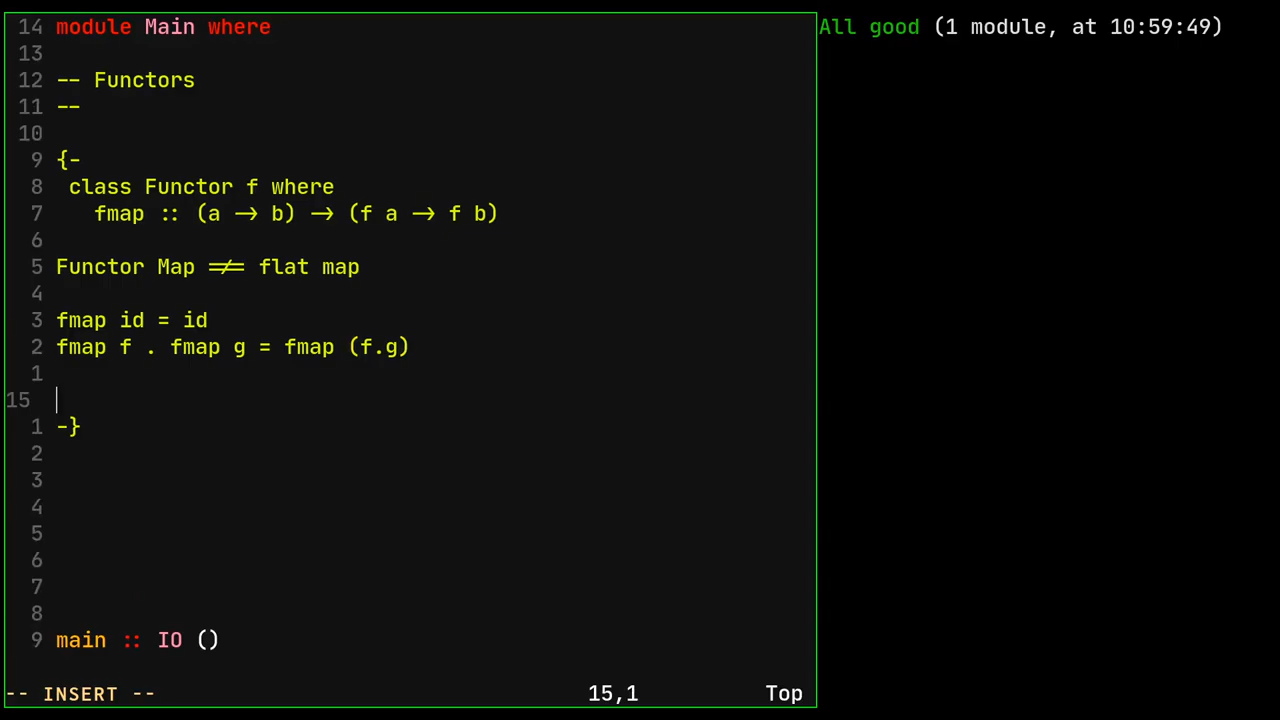 14 module Main where
13
12 -- Functors
11 --
10
9 {-
8 class Functor f where
7 fmap :: (a -> b) -> (f a -> f b)
6
5 Functor Map =/= flat map
4
3 fmap id = id
2 fmap f . fmap g = fmap (f.g)
1
15
1 -}
2
3
4
5
6
7
8
9 main :: IO ()
-- INSERT -- 15,1 Top
All good (1 module, at 10:59:49)